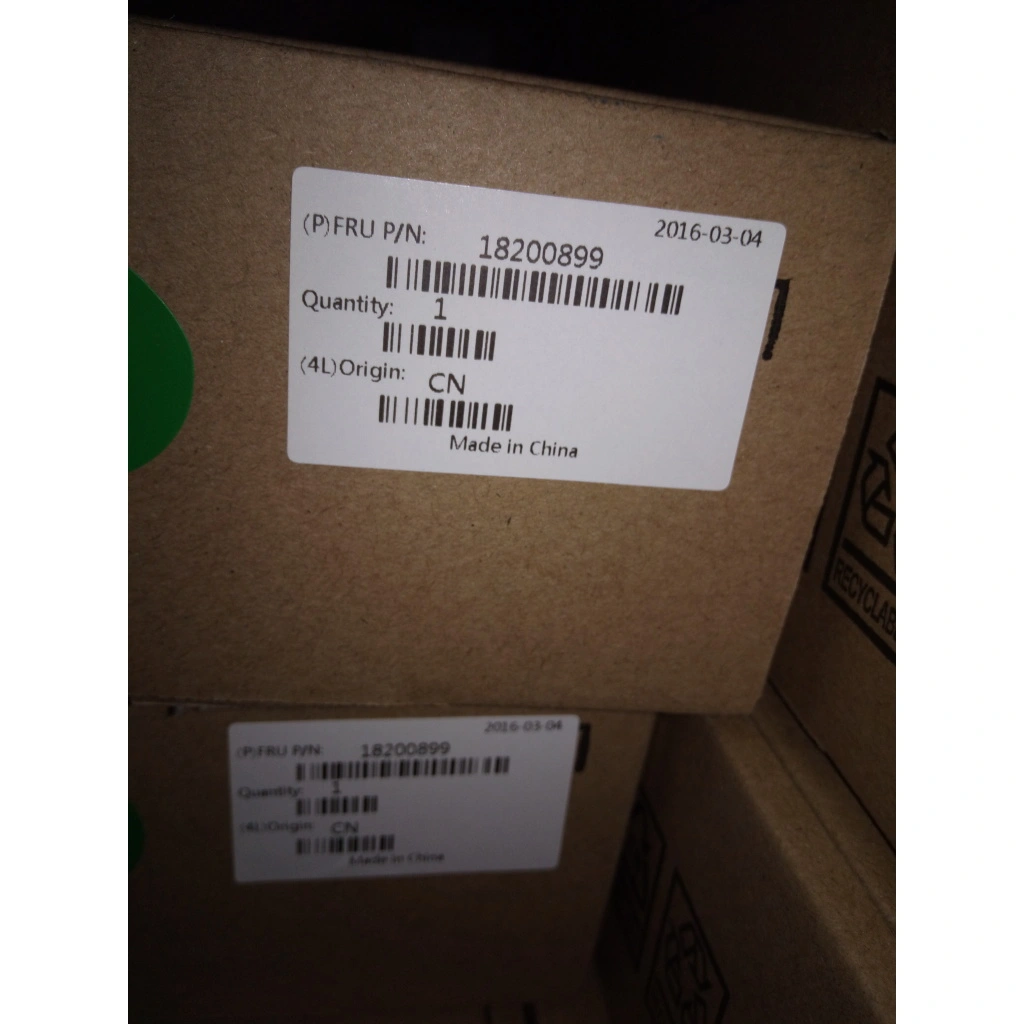 2016-03-04
(P)FRU P/N: 18200899
Quantity: 1
(4L)Origin: CN
Made in China
2016-03-04
(P)FRU P/N: 18200899
Quantity: 1
(4L)Origin: CN
Made in China